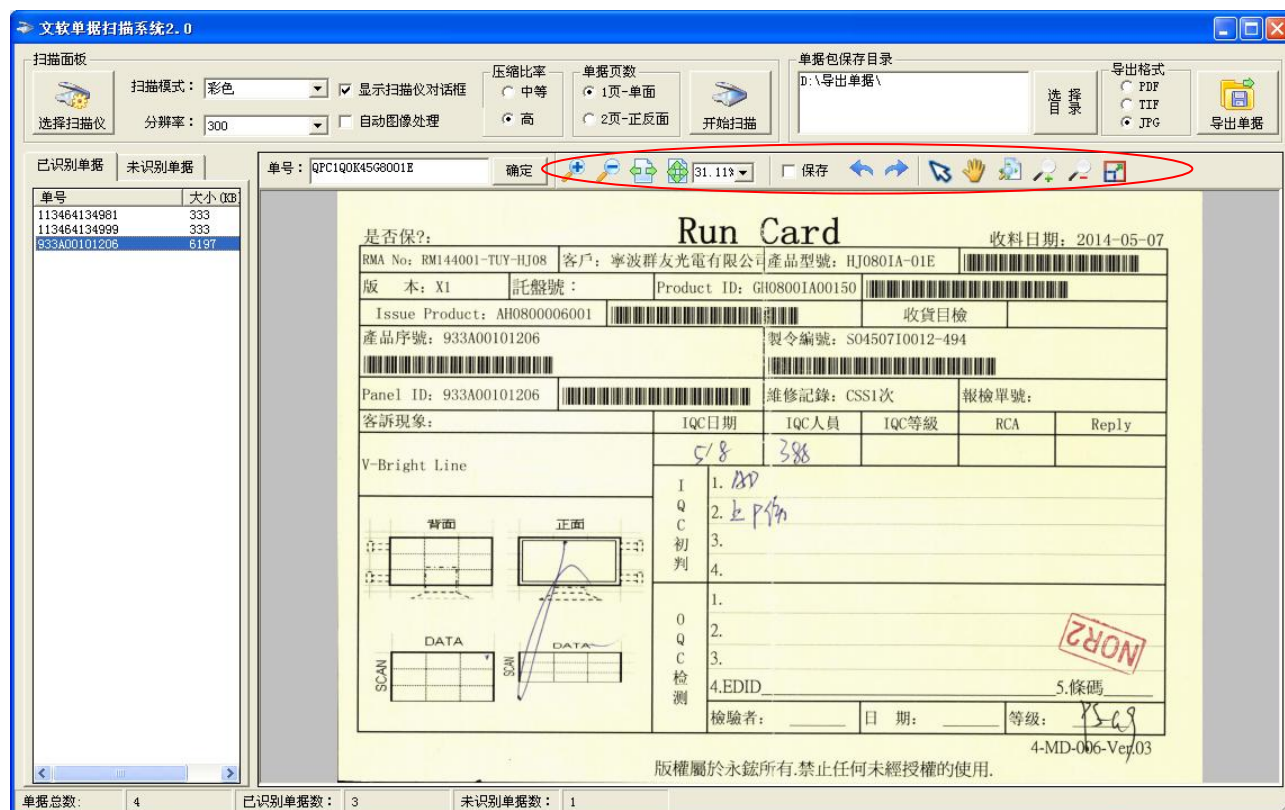 文软单据扫描系统2.0
扫描面板
选择扫描仪
扫描模式： 彩色
分辨率： 300
显示扫描仪对话框
自动图像处理
压缩比率
中等
高
单据页数
1页-单面
2页-正反面
开始扫描
单据包保存目录
D:\导出单据\
选择目录
导出格式
PDF
TIF
JPG
导出单据
已识别单据 未识别单据
单号 大小(KB)
113464134981 333
113464134999 333
933A00101206 6197
单号： QPC1Q0K45G8001E 确定 31.11% 保存
Run Card
是否保?: 收料日期: 2014-05-07
RMA No: RM144001-TUY-HJ08 客戶: 寧波群友光電有限公司 產品型號: HJ080IA-01E
版 本: X1 託盤號: Product ID: GH0800IA00150
Issue Product: AH0800006001 收貨目檢
產品序號: 933A00101206 製令編號: S04507I0012-494
Panel ID: 933A00101206 維修記錄: CSS1次 報檢單號:
客訴現象: IQC日期 IQC人員 IQC等級 RCA Reply
5/8 388
V-Bright Line
IQC初判
1.
2.
3.
4.
背面 正面
DATA DATA
SCAN SCAN
OQC检测
1.
2.
3.
4.EDID 5.條碼
NOR2
檢驗者: 日 期: 等级:
4-MD-006-Ver.03
版權屬於永鋐所有.禁止任何未經授權的使用.
单据总数: 4 已识别单据数: 3 未识别单据数: 1